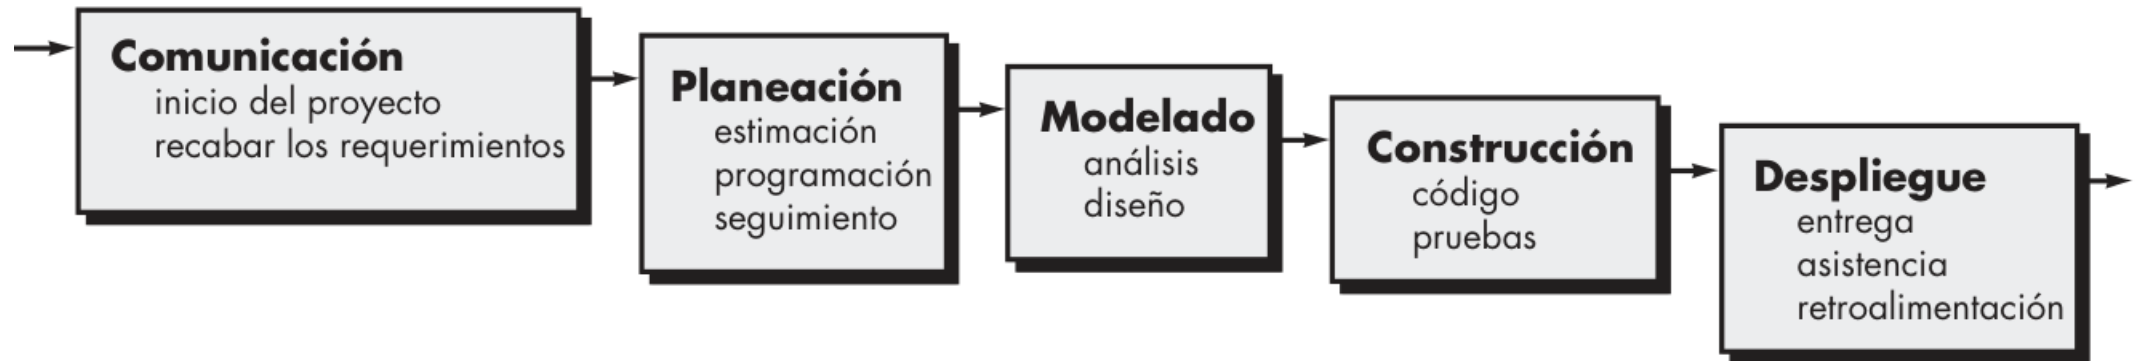 Comunicación
inicio del proyecto
recabar los requerimientos
Planeación
estimación
programación
seguimiento
Modelado
análisis
diseño
Construcción
código
pruebas
Despliegue
entrega
asistencia
retroalimentación